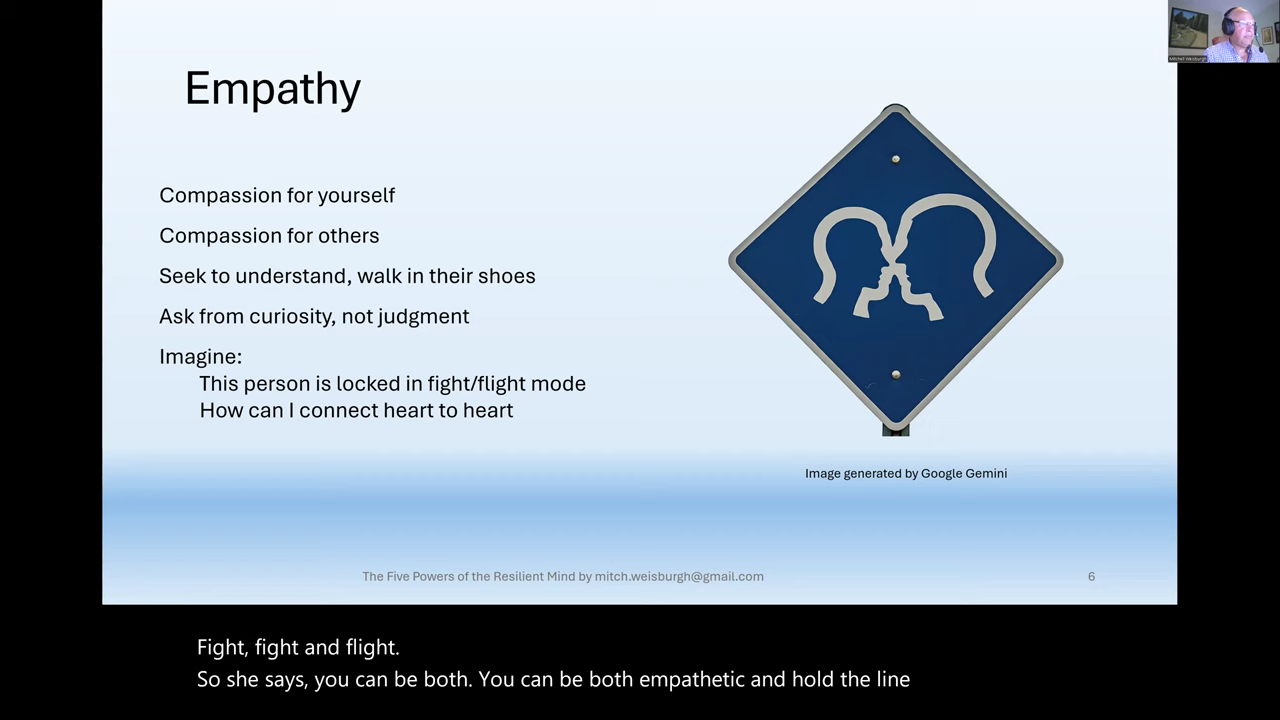 Empathy
Compassion for yourself
Compassion for others
Seek to understand, walk in their shoes
Ask from curiosity, not judgment
Imagine:
This person is locked in fight/flight mode
How can I connect heart to heart
Image generated by Google Gemini
The Five Powers of the Resilient Mind by mitch.weisburgh@gmail.com
6
Mitchell Weisburgh
Fight, fight and flight.
So she says, you can be both. You can be both empathetic and hold the line